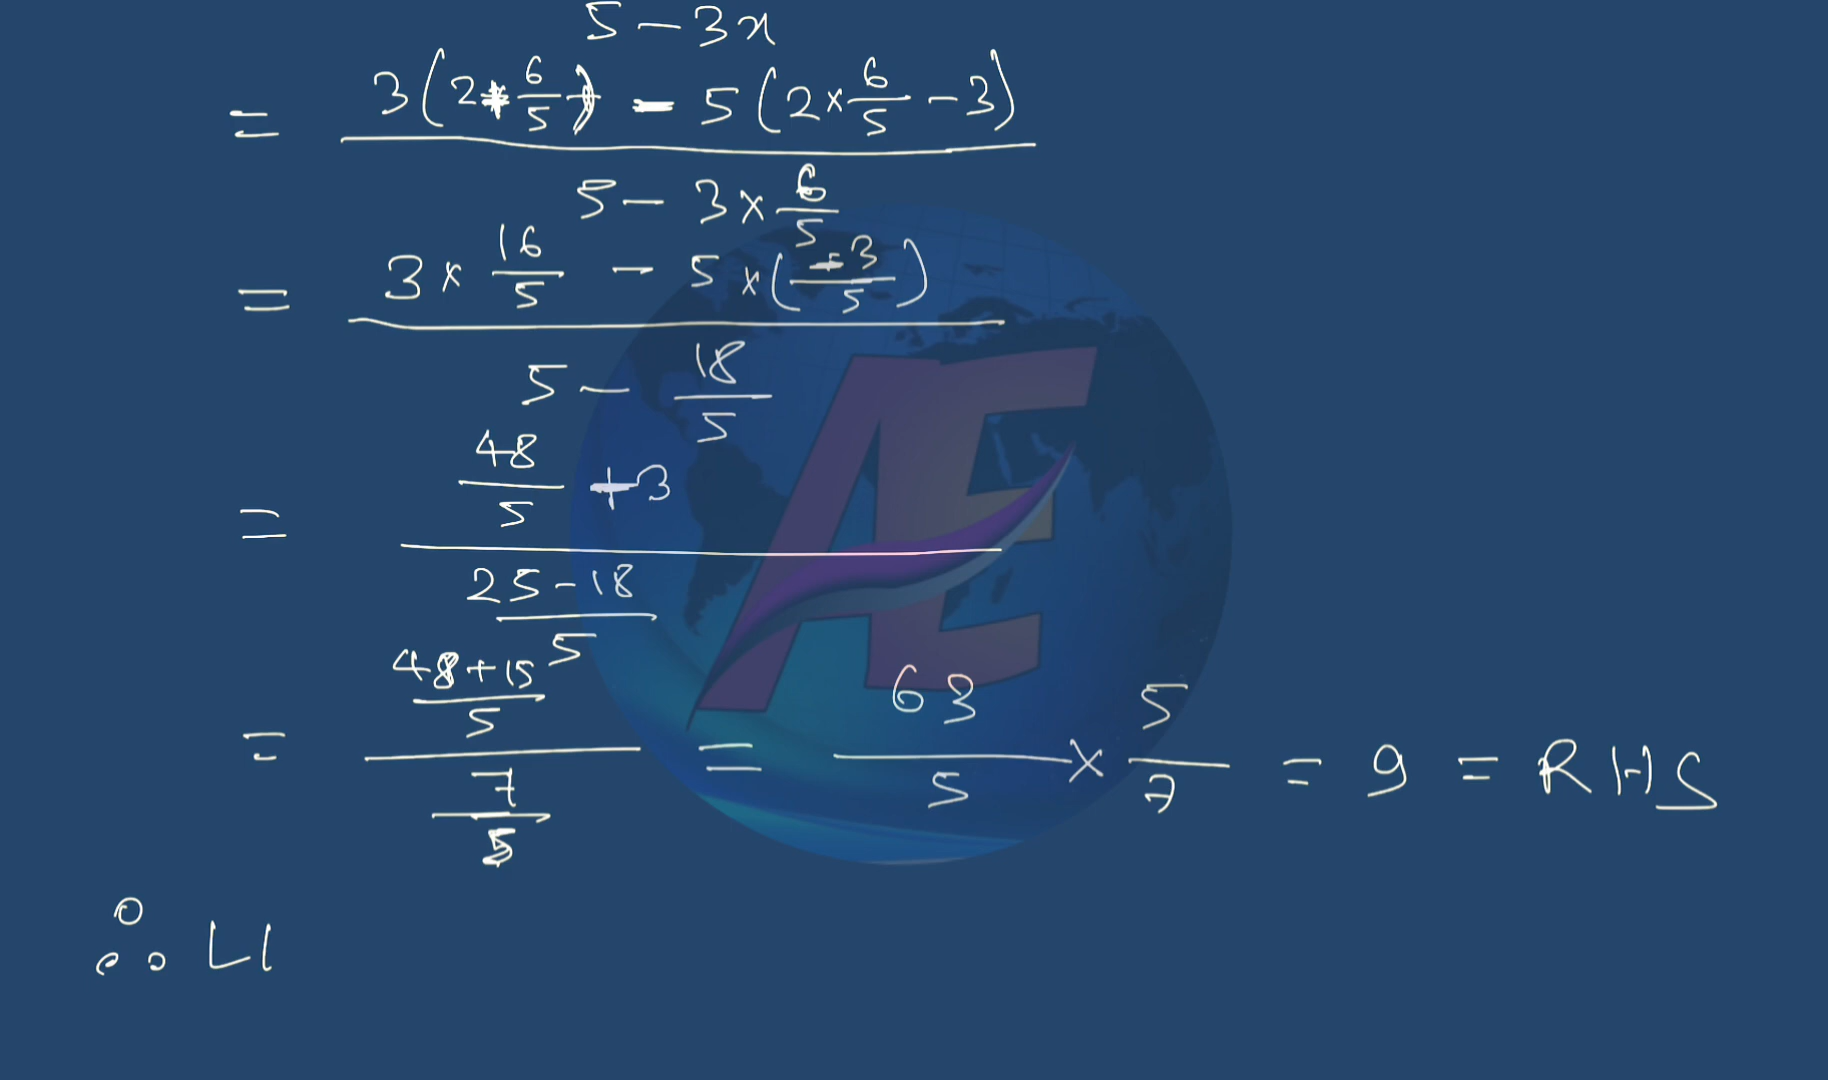 5 - 3x
= 3(2+6/5) - 5(2×6/5 - 3)
5 - 3×6/5
= 3×16/5 - 5×(-3/5)
5 - 18/5
= 48/5 + 3
25-18/5
= 48+15/5 / 7/5 = 63/5 × 5/7 = 9 = RHS
∴ LI
AE